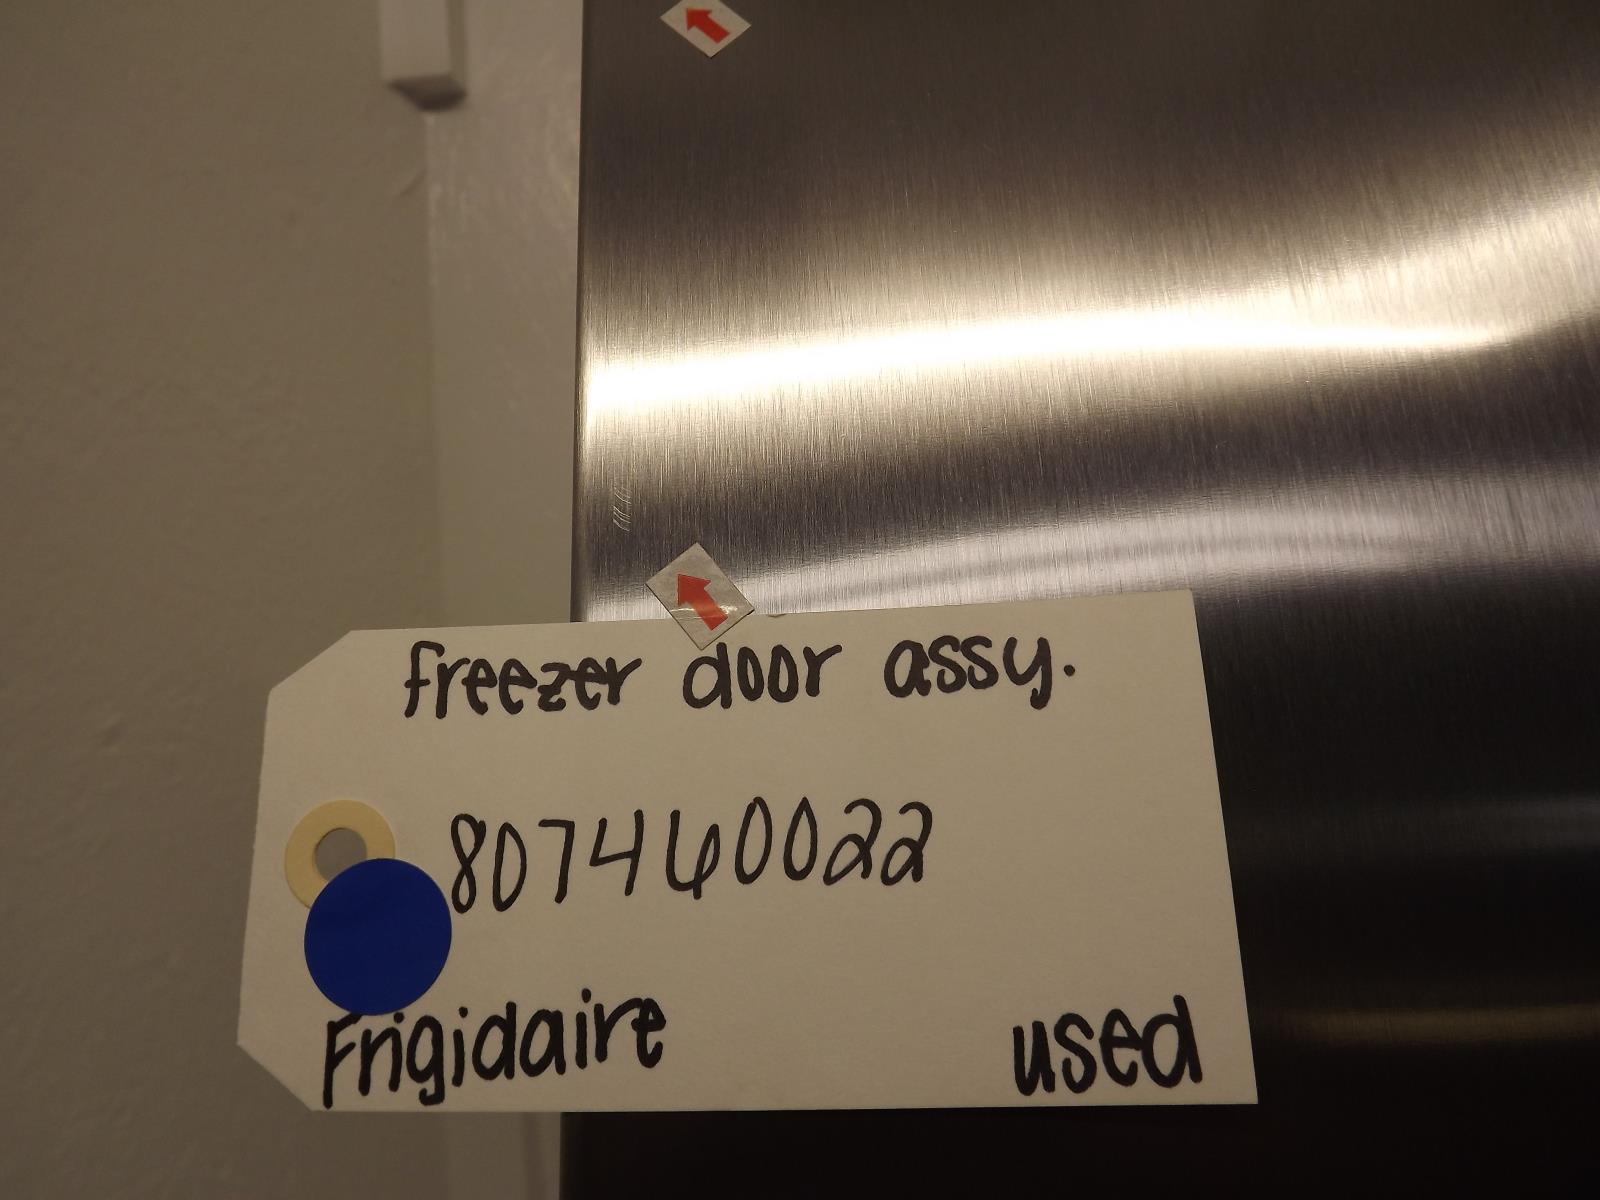 freezer door assy.
807460022
Frigidaire used